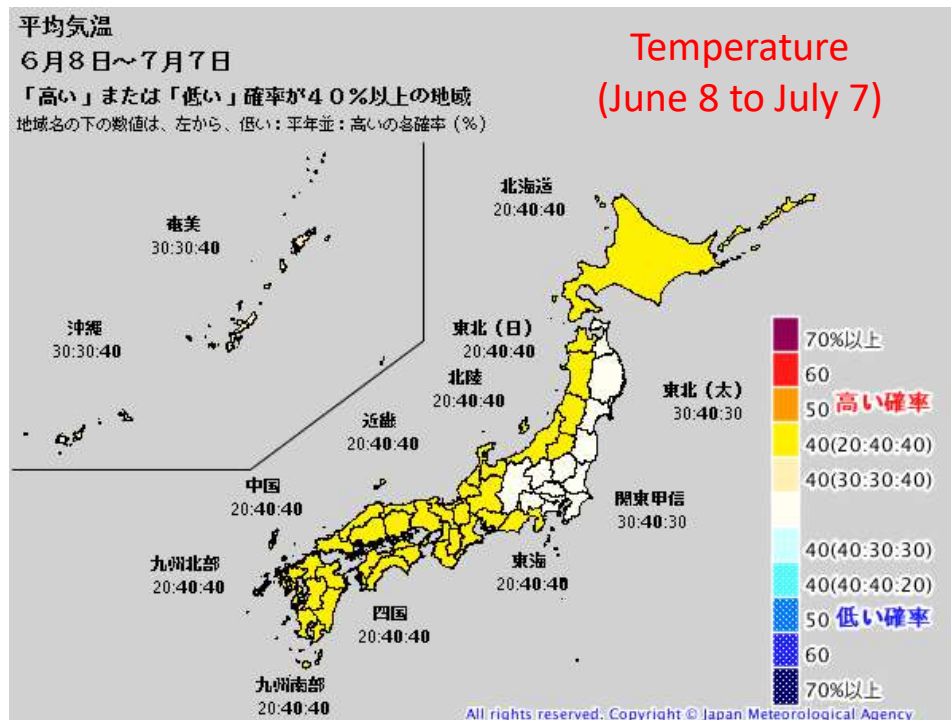 平均気温
6月8日～7月7日
「高い」または「低い」確率が40%以上の地域
地域名の下の数値は、左から、低い：平年並：高いの各確率（％）
Temperature
(June 8 to July 7)
北海道
20:40:40
奄美
30:30:40
沖縄
30:30:40
東北（日）
20:40:40
北陸
20:40:40
東北（太）
30:40:30
近畿
20:40:40
中国
20:40:40
関東甲信
30:40:30
九州北部
20:40:40
東海
20:40:40
四国
20:40:40
九州南部
20:40:40
70%以上
60
50 高い確率
40(20:40:40)
40(30:30:40)
40(40:30:30)
40(40:40:20)
50 低い確率
60
70%以上
All rights reserved. Copyright © Japan Meteorological Agency